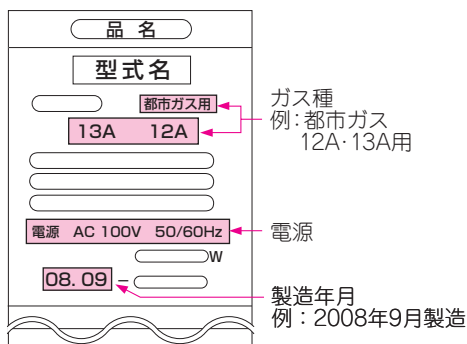 品名
型式名
都市ガス用
13A 12A
ガス種
例：都市ガス
12A･13A用
電源 AC 100V 50/60Hz
電源
W
08. 09 −
製造年月
例：2008年9月製造